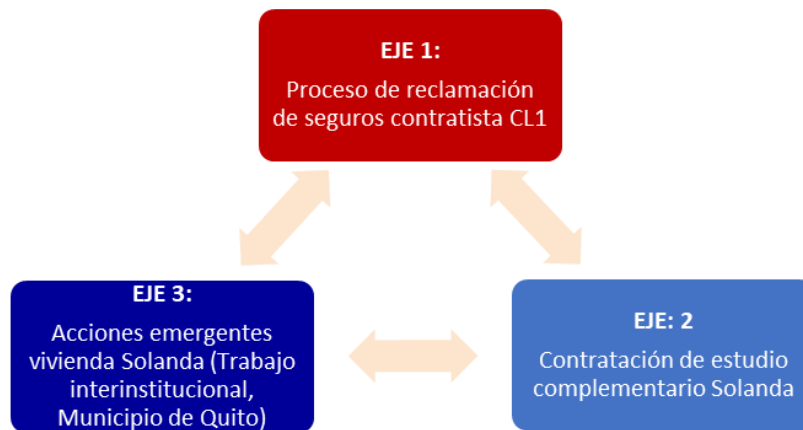 EJE 1:
Proceso de reclamación
de seguros contratista CL1
EJE 3:
Acciones emergentes
vivienda Solanda (Trabajo
interinstitucional,
Municipio de Quito)
EJE: 2
Contratación de estudio
complementario Solanda